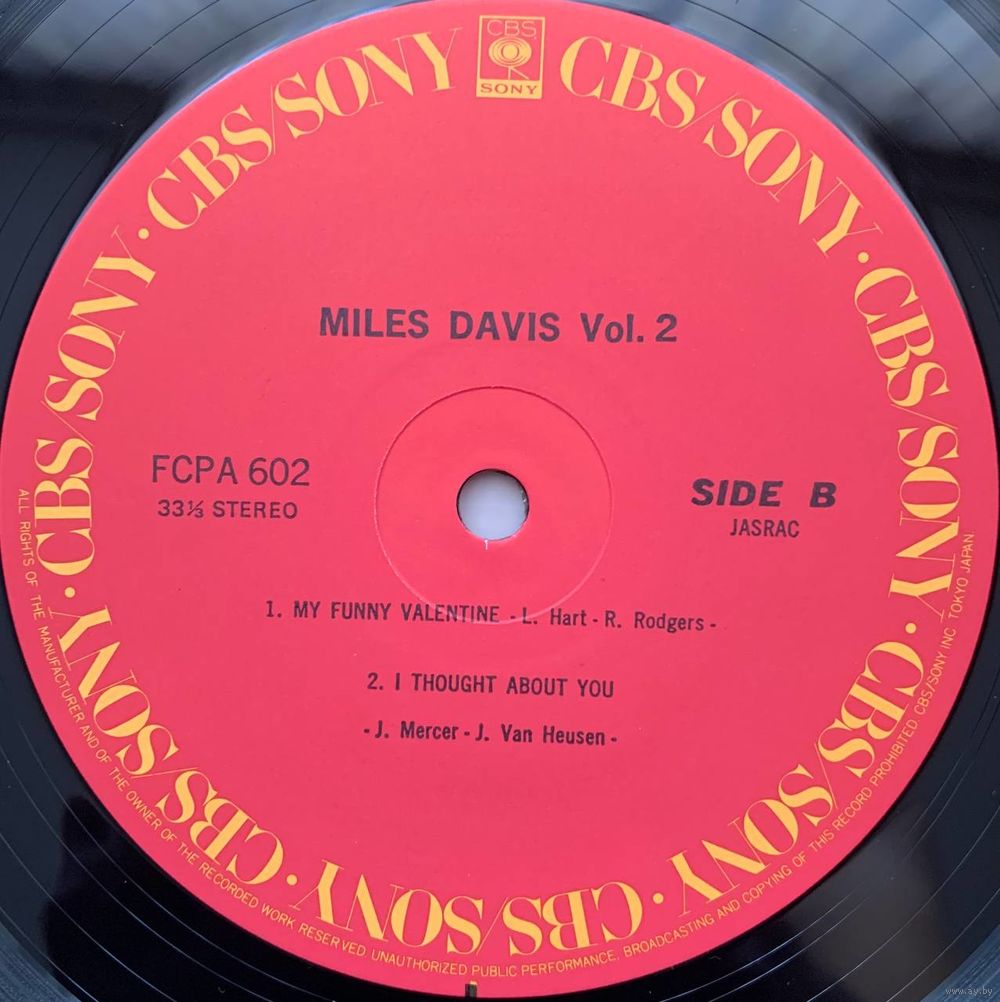 CBS
SONY
CBS/SONY · CBS/SONY · CBS/SONY · CBS/SONY · CBS/SONY · CBS/SONY · CBS/SONY · CBS/SONY
MILES DAVIS Vol. 2
FCPA 602
33⅓ STEREO
SIDE B
JASRAC
1. MY FUNNY VALENTINE - L. Hart - R. Rodgers -
2. I THOUGHT ABOUT YOU
- J. Mercer - J. Van Heusen -
ALL RIGHTS OF THE MANUFACTURER AND OF THE OWNER OF THE RECORDED WORK RESERVED. UNAUTHORIZED PUBLIC PERFORMANCE. BROADCASTING AND COPYING OF THIS RECORD PROHIBITED CBS/SONY INC TOKYO JAPAN
www.ay.by